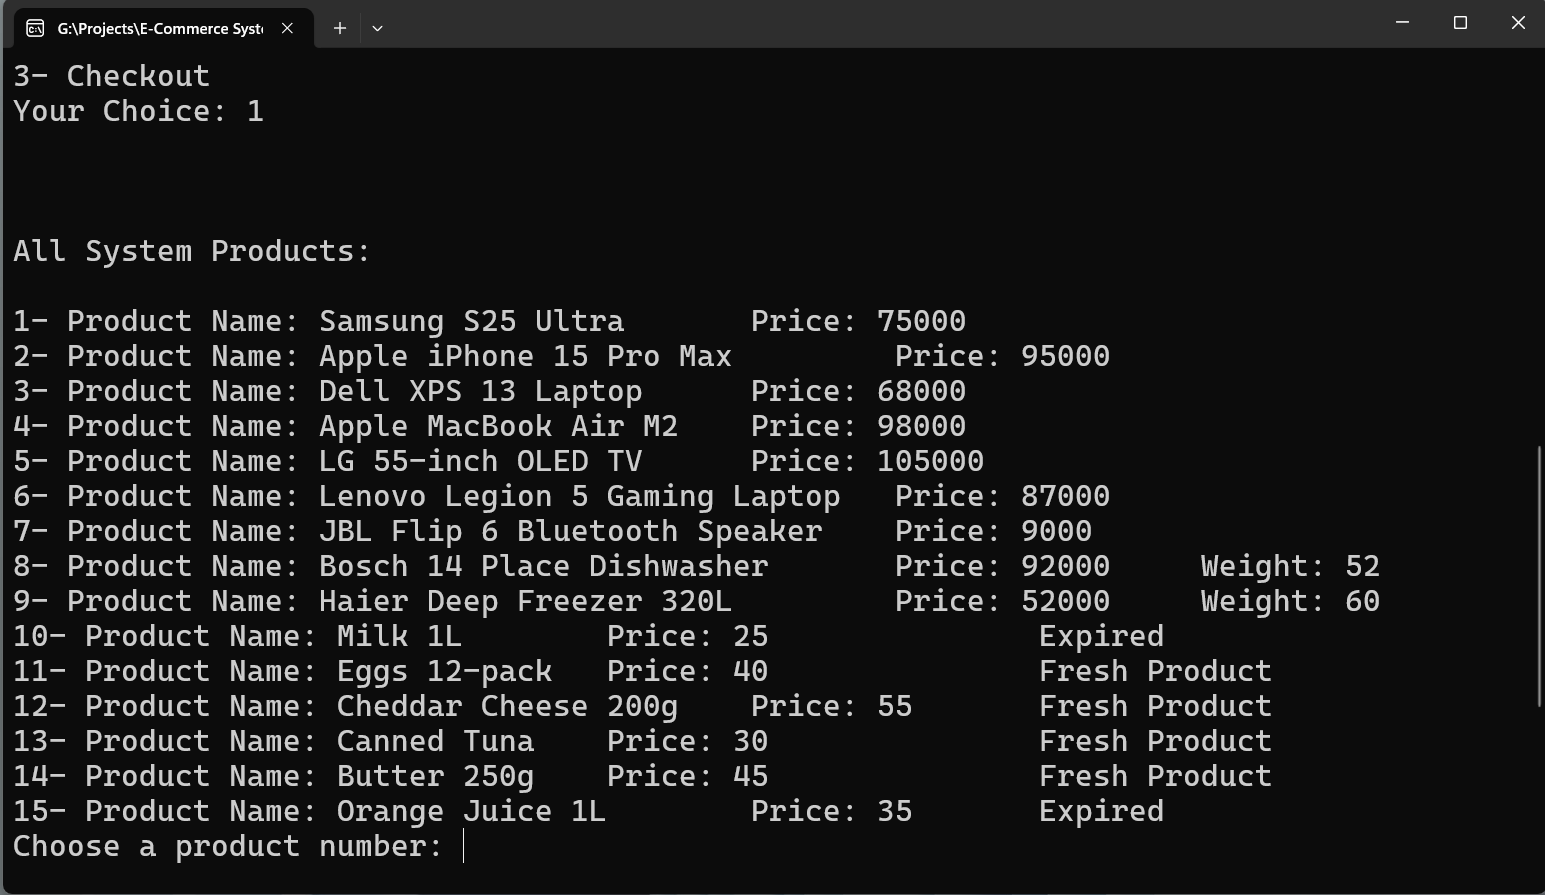 G:\Projects\E-Commerce Syst
3- Checkout
Your Choice: 1
All System Products:
1- Product Name: Samsung S25 Ultra Price: 75000
2- Product Name: Apple iPhone 15 Pro Max Price: 95000
3- Product Name: Dell XPS 13 Laptop Price: 68000
4- Product Name: Apple MacBook Air M2 Price: 98000
5- Product Name: LG 55-inch OLED TV Price: 105000
6- Product Name: Lenovo Legion 5 Gaming Laptop Price: 87000
7- Product Name: JBL Flip 6 Bluetooth Speaker Price: 9000
8- Product Name: Bosch 14 Place Dishwasher Price: 92000 Weight: 52
9- Product Name: Haier Deep Freezer 320L Price: 52000 Weight: 60
10- Product Name: Milk 1L Price: 25 Expired
11- Product Name: Eggs 12-pack Price: 40 Fresh Product
12- Product Name: Cheddar Cheese 200g Price: 55 Fresh Product
13- Product Name: Canned Tuna Price: 30 Fresh Product
14- Product Name: Butter 250g Price: 45 Fresh Product
15- Product Name: Orange Juice 1L Price: 35 Expired
Choose a product number: